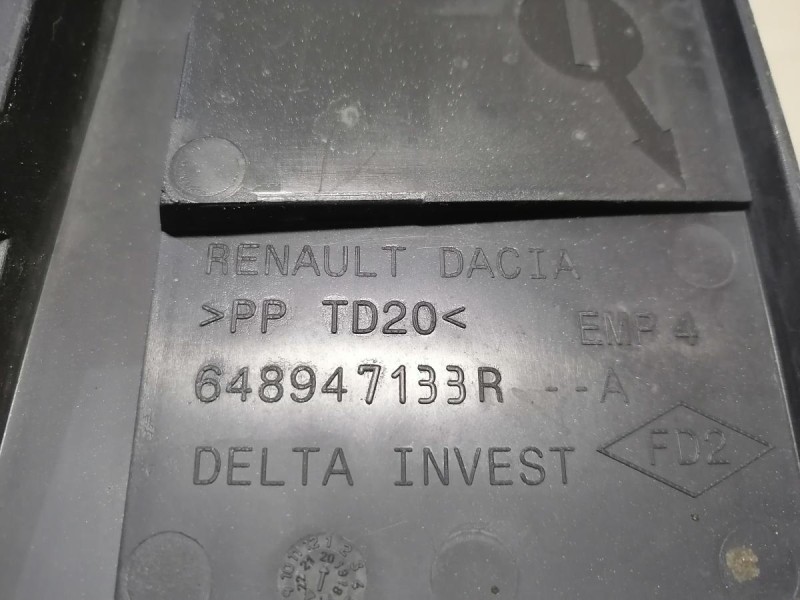 RENAULT DACIA
>PP TD20<
EMP 4
648947133R --A
DELTA INVEST
FD2